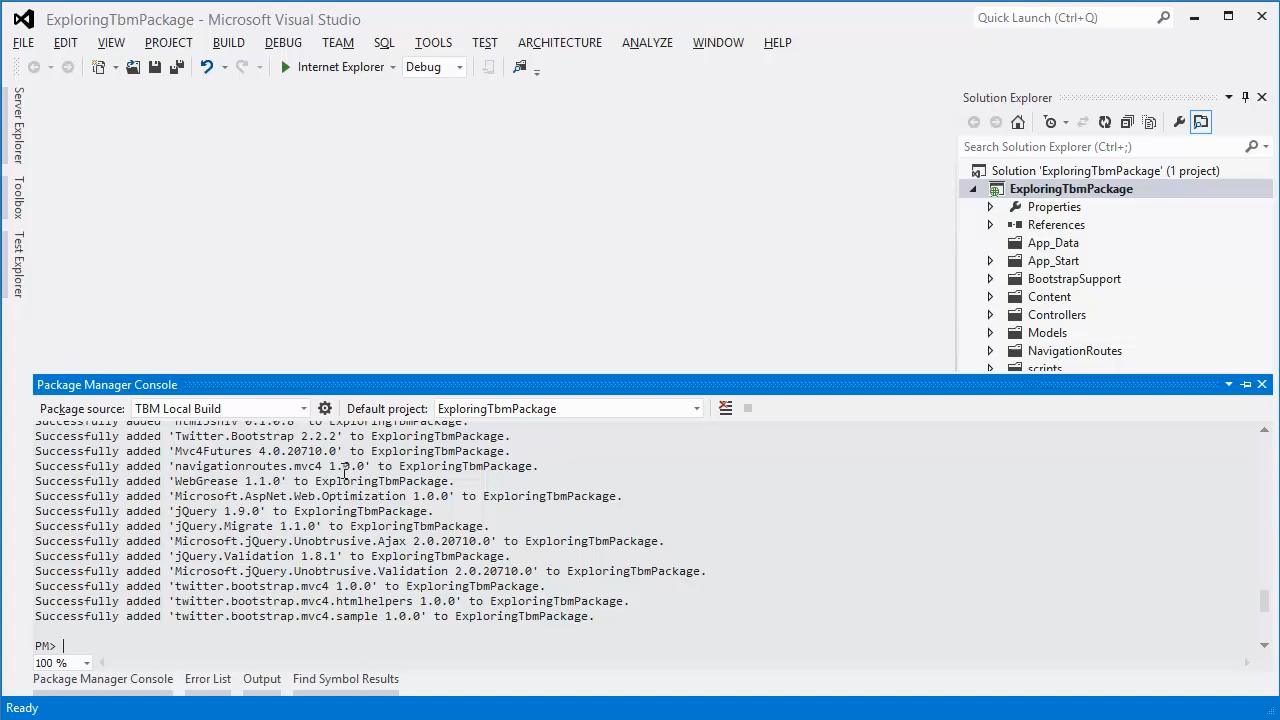 ExploringTbmPackage - Microsoft Visual Studio
Quick Launch (Ctrl+Q)
FILE EDIT VIEW PROJECT BUILD DEBUG TEAM SQL TOOLS TEST ARCHITECTURE ANALYZE WINDOW HELP
Internet Explorer Debug
Server Explorer
Toolbox
Test Explorer
Solution Explorer
Search Solution Explorer (Ctrl+;)
Solution 'ExploringTbmPackage' (1 project)
ExploringTbmPackage
Properties
References
App_Data
App_Start
BootstrapSupport
Content
Controllers
Models
NavigationRoutes
scripts
Package Manager Console
Package source: TBM Local Build Default project: ExploringTbmPackage
Successfully added 'html5shiv 0.1.0.8' to ExploringTbmPackage.
Successfully added 'Twitter.Bootstrap 2.2.2' to ExploringTbmPackage.
Successfully added 'Mvc4Futures 4.0.20710.0' to ExploringTbmPackage.
Successfully added 'navigationroutes.mvc4 1.0.0' to ExploringTbmPackage.
Successfully added 'WebGrease 1.1.0' to ExploringTbmPackage.
Successfully added 'Microsoft.AspNet.Web.Optimization 1.0.0' to ExploringTbmPackage.
Successfully added 'jQuery 1.9.0' to ExploringTbmPackage.
Successfully added 'jQuery.Migrate 1.1.0' to ExploringTbmPackage.
Successfully added 'Microsoft.jQuery.Unobtrusive.Ajax 2.0.20710.0' to ExploringTbmPackage.
Successfully added 'jQuery.Validation 1.8.1' to ExploringTbmPackage.
Successfully added 'Microsoft.jQuery.Unobtrusive.Validation 2.0.20710.0' to ExploringTbmPackage.
Successfully added 'twitter.bootstrap.mvc4 1.0.0' to ExploringTbmPackage.
Successfully added 'twitter.bootstrap.mvc4.htmlhelpers 1.0.0' to ExploringTbmPackage.
Successfully added 'twitter.bootstrap.mvc4.sample 1.0.0' to ExploringTbmPackage.
PM>
100 %
Package Manager Console Error List Output Find Symbol Results
Ready